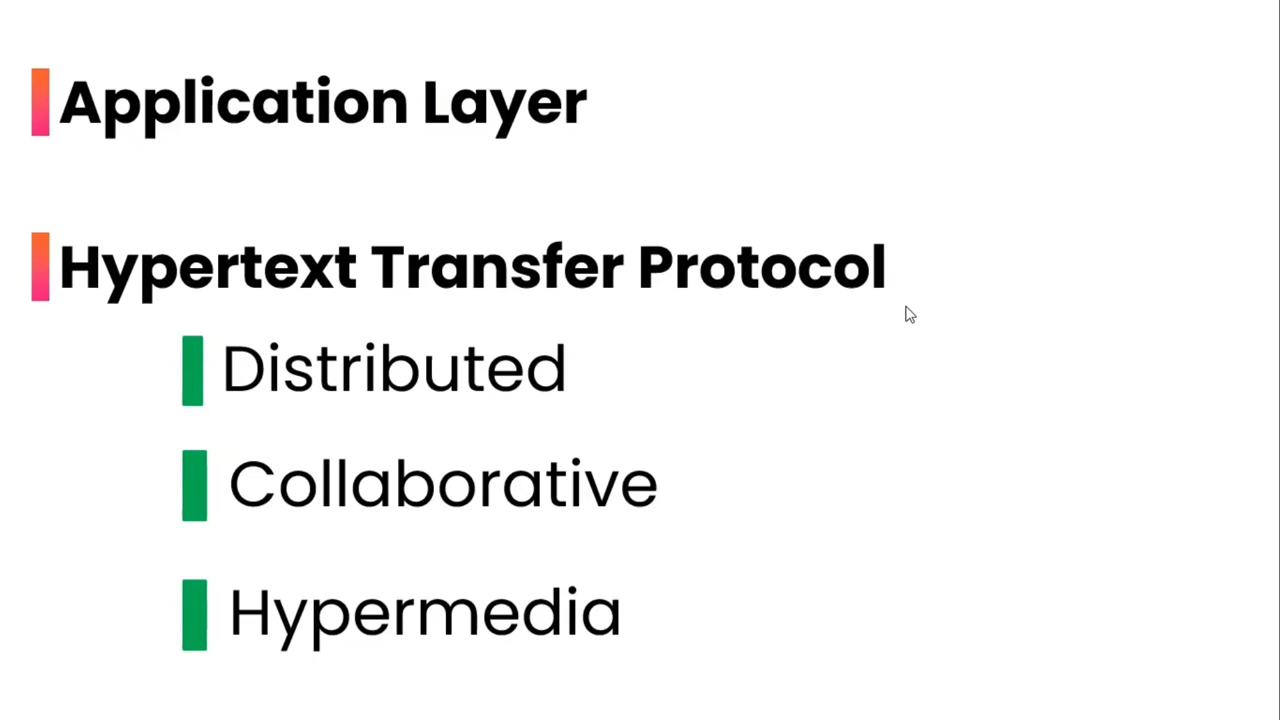 Application Layer
Hypertext Transfer Protocol
Distributed
Collaborative
Hypermedia